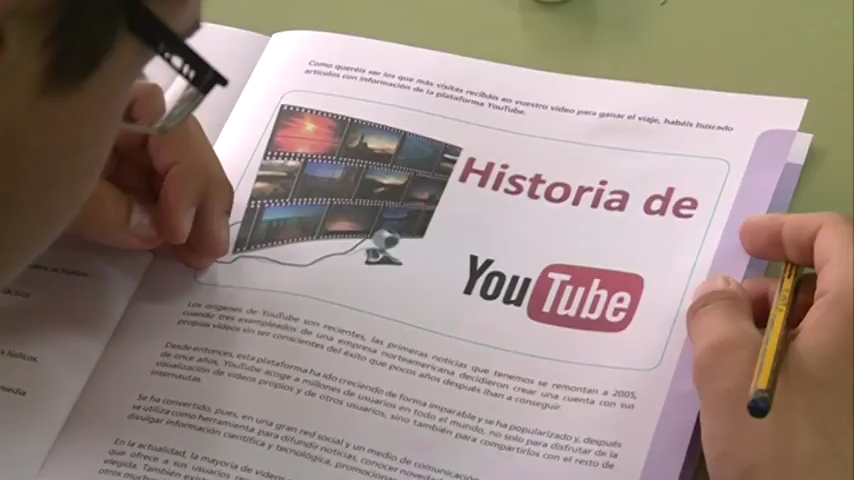 Como queréis ser los que más visitas recibáis en vuestro vídeo para ganar el viaje, habéis buscado
artículos con información de la plataforma YouTube.
Historia de
YouTube
Los orígenes de YouTube son recientes, las primeras noticias que tenemos se remontan a 2005,
cuando tres exempleados de una empresa norteamericana decidieron crear una cuenta con sus
propios vídeos sin ser conscientes del éxito que pocos años después iban a conseguir.
Desde entonces, esta plataforma ha ido creciendo de forma imparable y se ha popularizado y, después
de once años, YouTube acoge a millones de usuarios en todo el mundo, no solo para disfrutar de la
visualización de vídeos propios y de otros usuarios, sino también para compartirlos con el resto de
internautas.
Se ha convertido, pues, en una gran red social y un medio de comunicación
se utiliza como herramienta para difundir noticias, conocer
divulgar información científica y tecnológica,
En la actualidad, la mayoría de
que ofrece a sus usuarios
elegida. También
lúdicos.
media